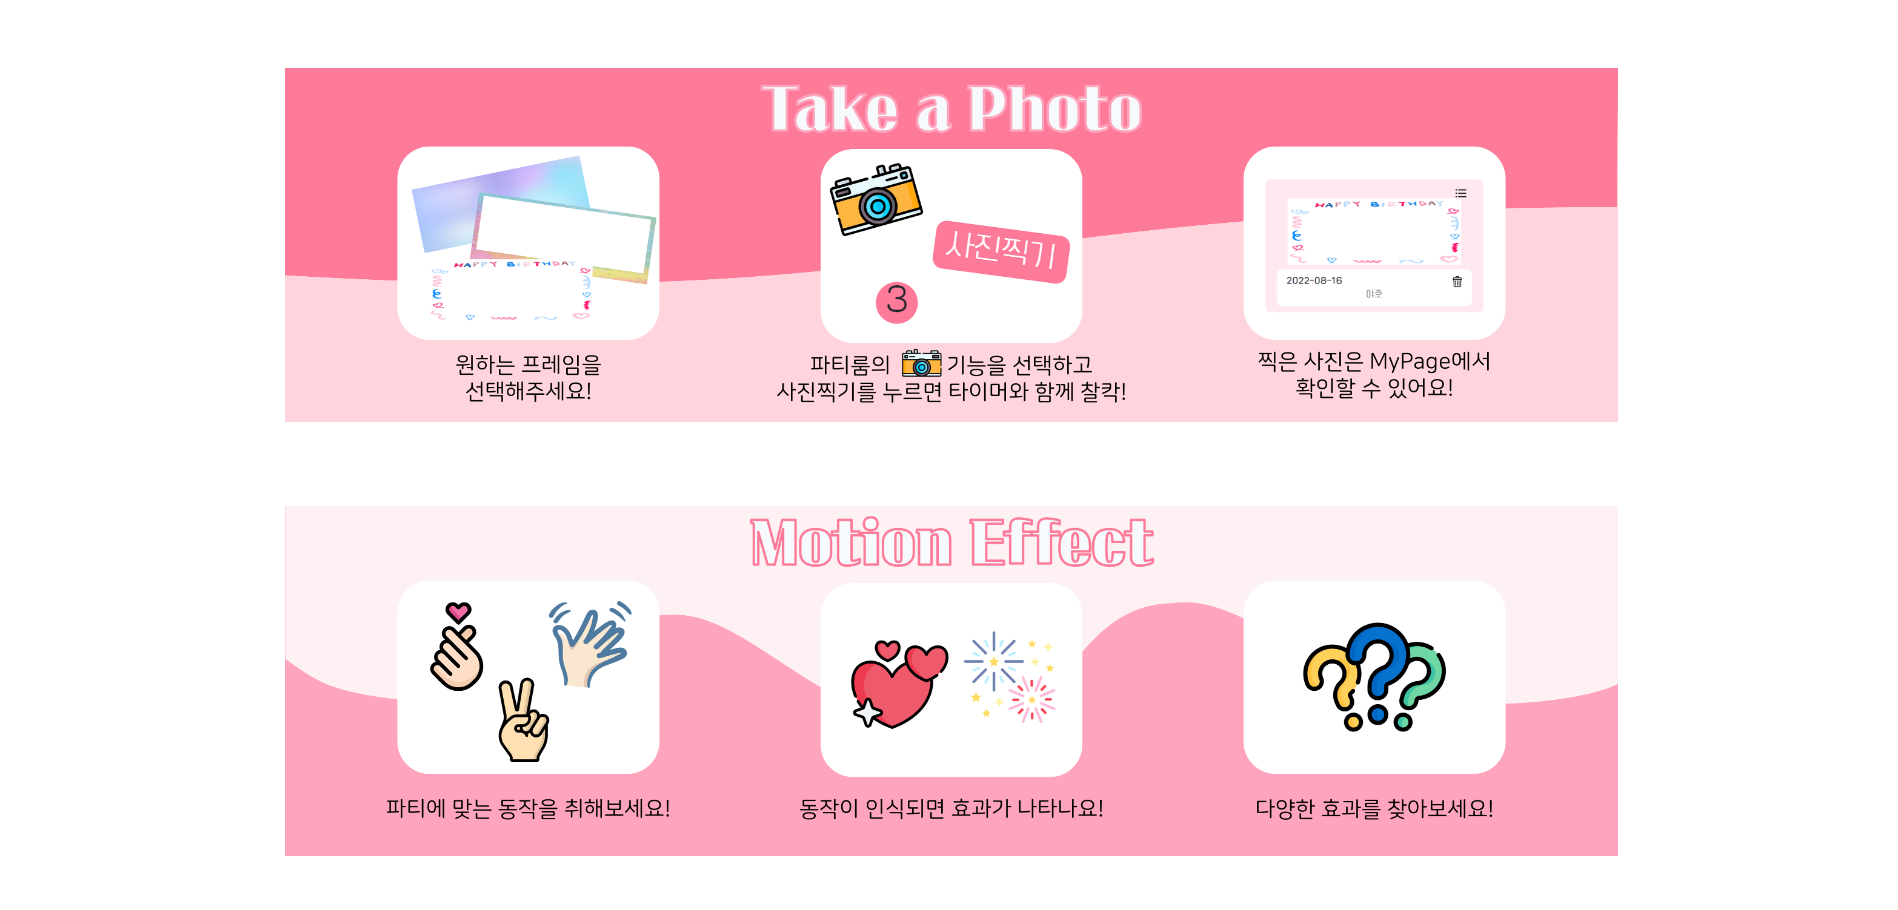 Take a Photo
HAPPY BIRTHDAY
사진찍기
3
HAPPY BIRTHDAY
2022-08-16
야호
원하는 프레임을
선택해주세요!
파티룸의 기능을 선택하고
사진찍기를 누르면 타이머와 함께 찰칵!
찍은 사진은 MyPage에서
확인할 수 있어요!
Motion Effect
파티에 맞는 동작을 취해보세요!
동작이 인식되면 효과가 나타나요!
다양한 효과를 찾아보세요!